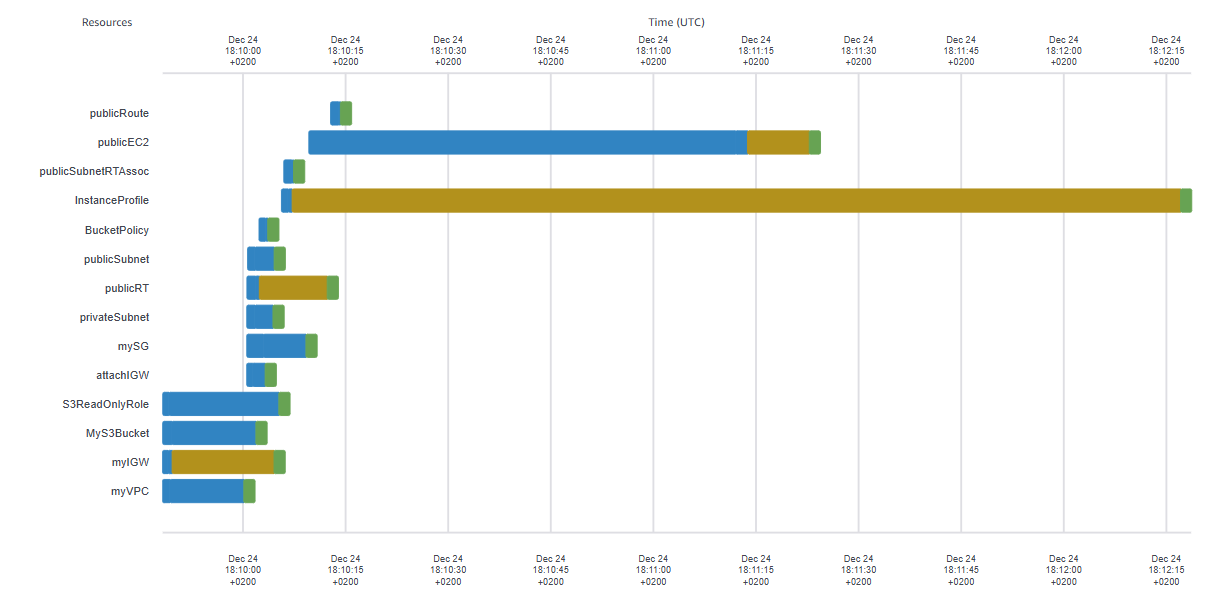 Resources
Time (UTC)
Dec 24 Dec 24 Dec 24 Dec 24 Dec 24 Dec 24 Dec 24 Dec 24 Dec 24 Dec 24
18:10:00 18:10:15 18:10:30 18:10:45 18:11:00 18:11:15 18:11:30 18:11:45 18:12:00 18:12:15
+0200 +0200 +0200 +0200 +0200 +0200 +0200 +0200 +0200 +0200
publicRoute
publicEC2
publicSubnetRTAssoc
InstanceProfile
BucketPolicy
publicSubnet
publicRT
privateSubnet
mySG
attachIGW
S3ReadOnlyRole
MyS3Bucket
myIGW
myVPC
Dec 24 Dec 24 Dec 24 Dec 24 Dec 24 Dec 24 Dec 24 Dec 24 Dec 24 Dec 24
18:10:00 18:10:15 18:10:30 18:10:45 18:11:00 18:11:15 18:11:30 18:11:45 18:12:00 18:12:15
+0200 +0200 +0200 +0200 +0200 +0200 +0200 +0200 +0200 +0200